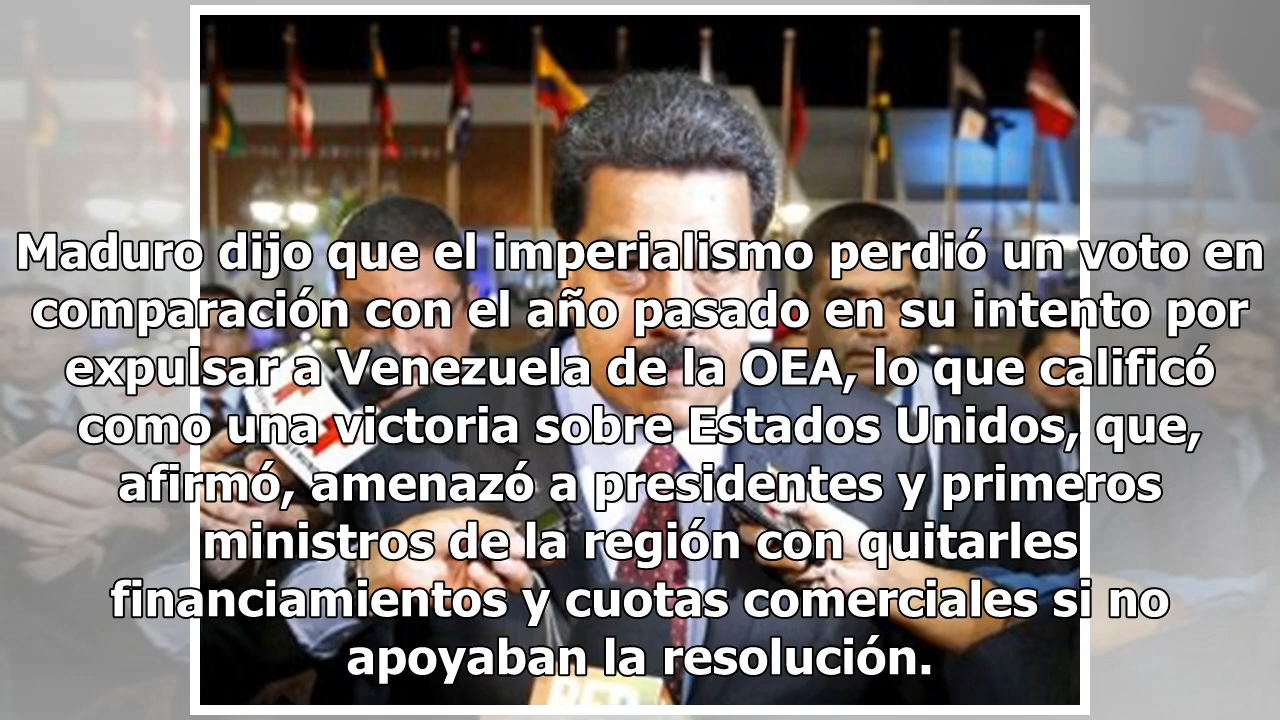 Maduro dijo que el imperialismo perdió un voto en
comparación con el año pasado en su intento por
expulsar a Venezuela de la OEA, lo que calificó
como una victoria sobre Estados Unidos, que,
afirmó, amenazó a presidentes y primeros
ministros de la región con quitarles
financiamientos y cuotas comerciales si no
apoyaban la resolución.